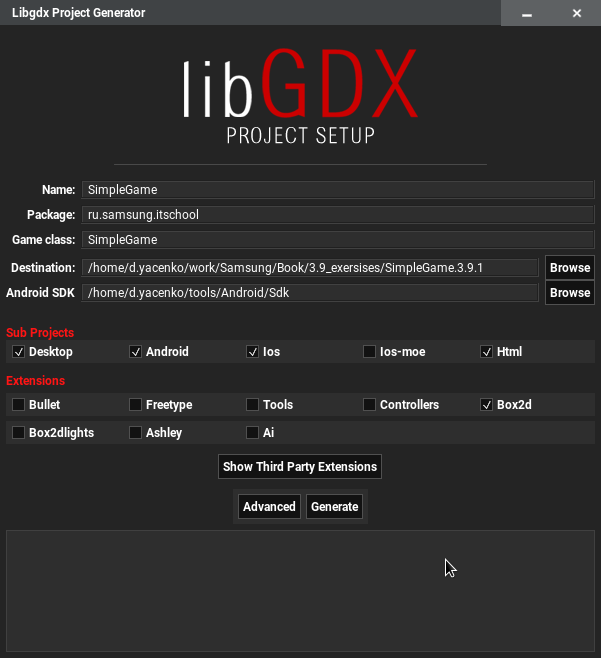 Libgdx Project Generator
libGDX
PROJECT SETUP
Name: SimpleGame
Package: ru.samsung.itschool
Game class: SimpleGame
Destination: /home/d.yacenko/work/Samsung/Book/3.9_exersises/SimpleGame.3.9.1 Browse
Android SDK /home/d.yacenko/tools/Android/Sdk Browse
Sub Projects
Desktop Android Ios Ios-moe Html
Extensions
Bullet Freetype Tools Controllers Box2d
Box2dlights Ashley Ai
Show Third Party Extensions
Advanced Generate